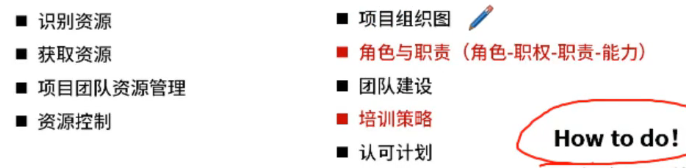 识别资源
获取资源
项目团队资源管理
资源控制
项目组织图
角色与职责（角色-职权-职责-能力）
团队建设
培训策略
认可计划
How to do!